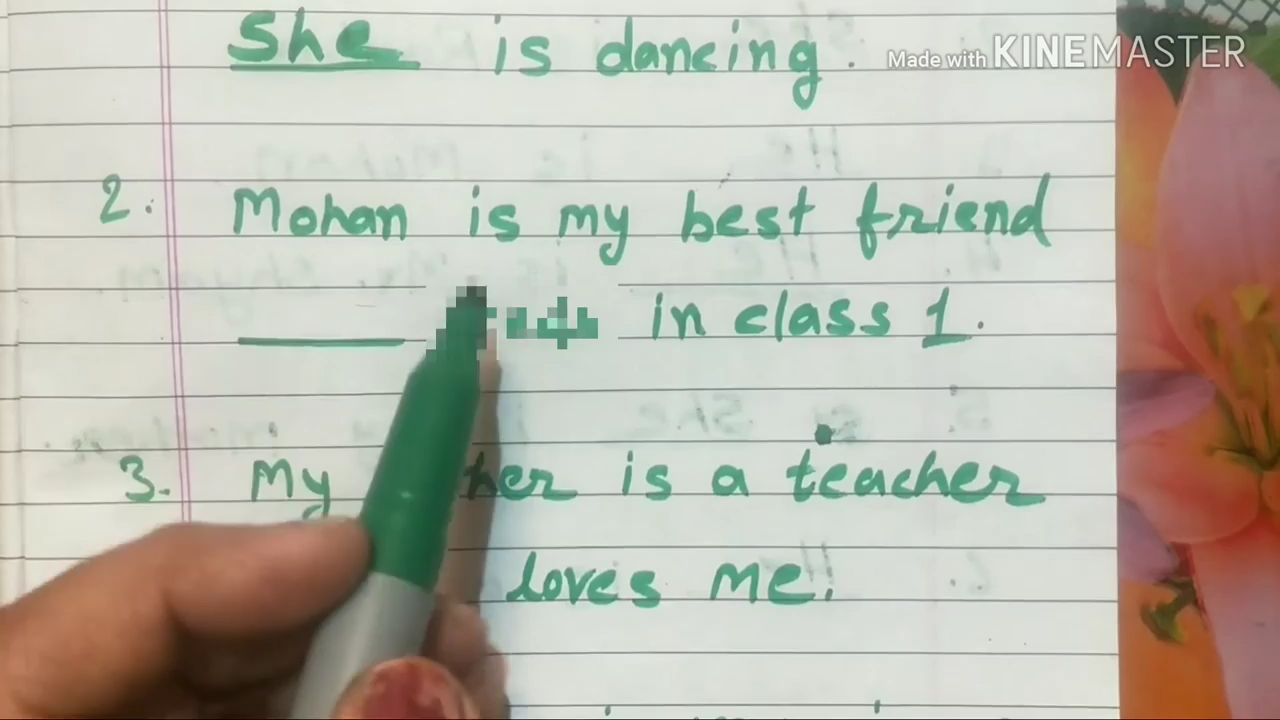 She is dancing.
Made with KINEMASTER
2. Mohan is my best friend
in class 1.
3. My is a teacher
loves me.